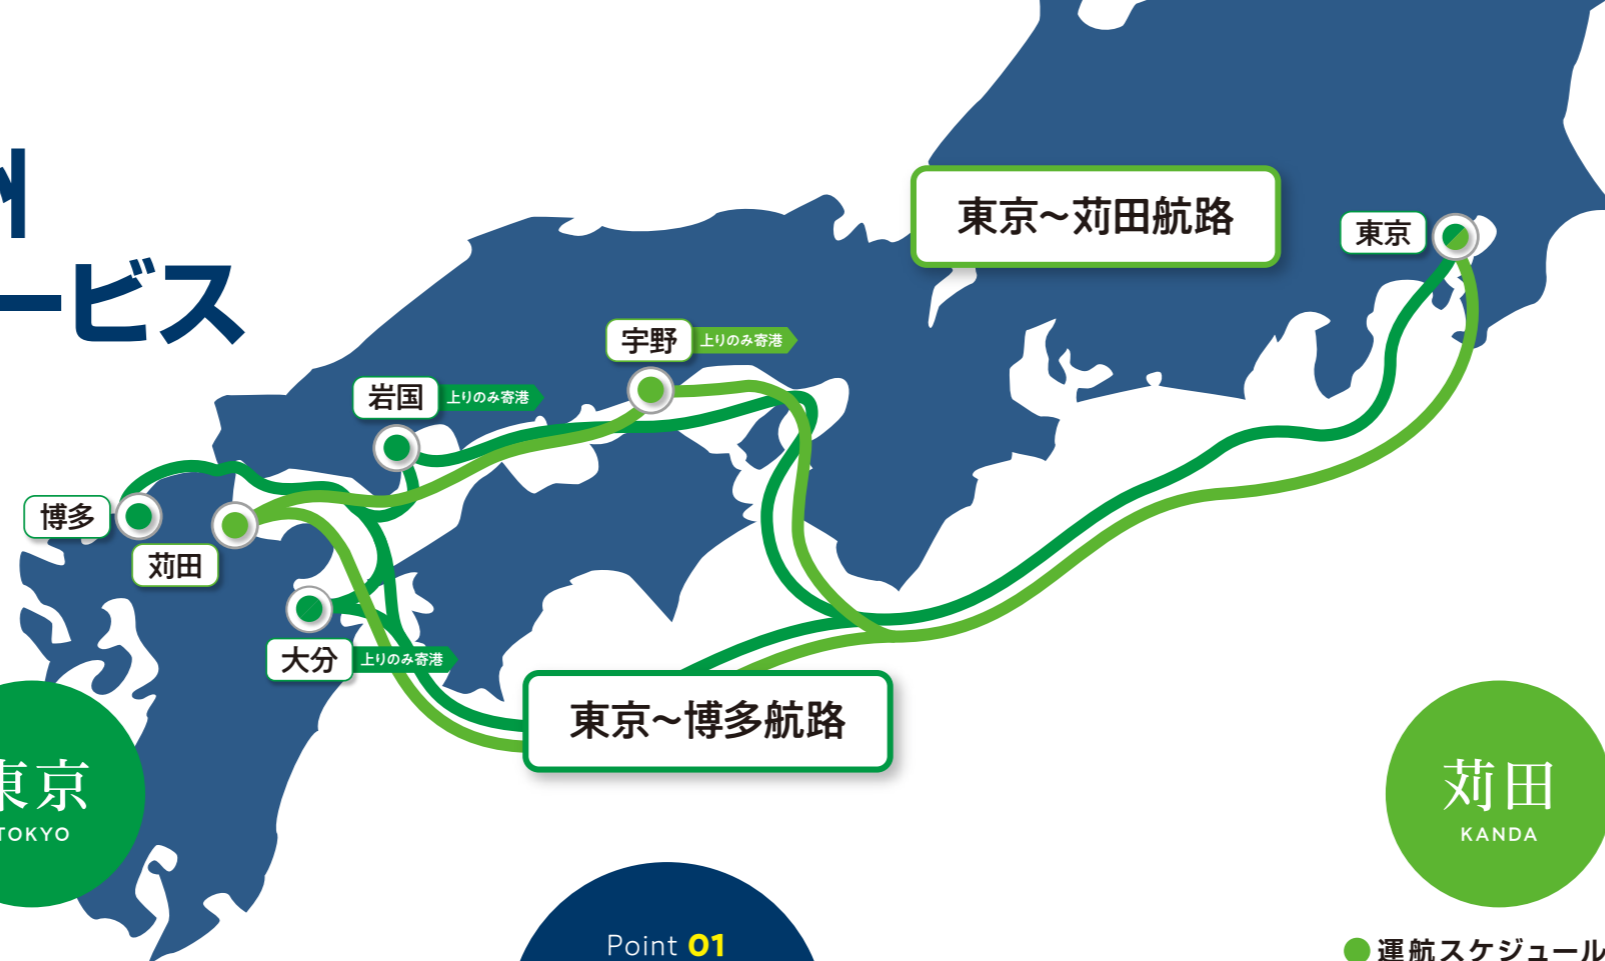 州
ービス
東京～苅田航路
東京
宇野
上りのみ寄港
岩国
上りのみ寄港
博多
苅田
大分
上りのみ寄港
東京～博多航路
東京
TOKYO
苅田
KANDA
Point 01
運航スケジュール